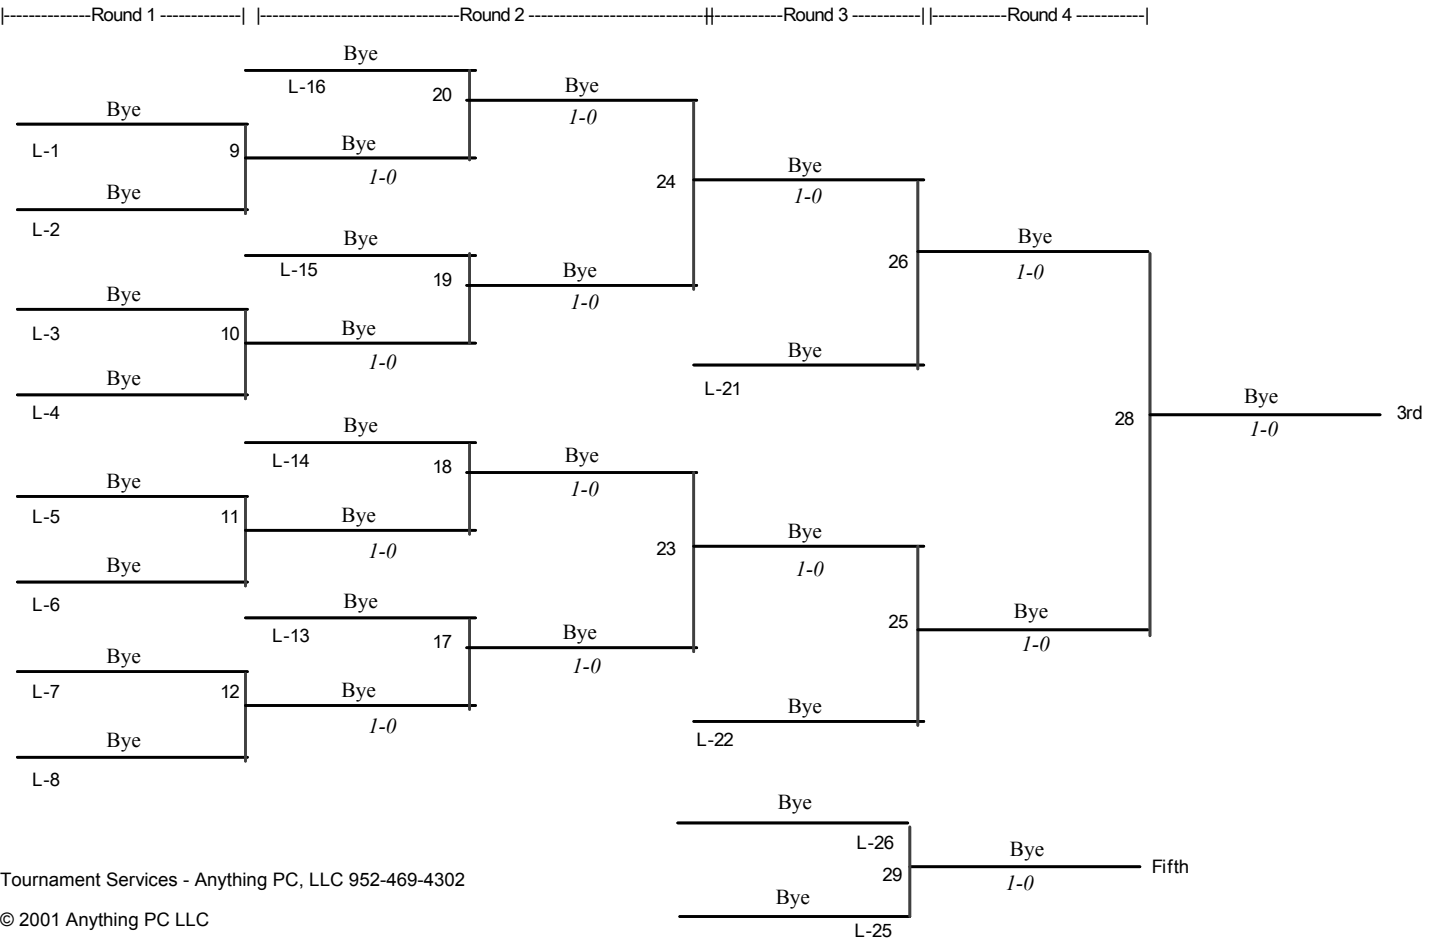 |---------------Round 1 --------------| |----------------------------------Round 2 ------------------------------||------------Round 3 ------------||-------------Round 4 ------------|
Bye
L-16
20
Bye
1-0
Bye
L-1
9
Bye
1-0
Bye
L-2
24
Bye
1-0
Bye
L-15
19
Bye
1-0
26
Bye
1-0
Bye
L-3
10
Bye
1-0
Bye
L-4
Bye
L-21
28
Bye
1-0
3rd
Bye
L-14
18
Bye
1-0
Bye
L-5
11
Bye
1-0
Bye
L-6
23
Bye
1-0
Bye
L-13
17
Bye
1-0
25
Bye
1-0
Bye
L-7
12
Bye
1-0
Bye
L-8
Bye
L-22
Bye
L-26
29
Bye
1-0
Fifth
Bye
L-25
Tournament Services - Anything PC, LLC 952-469-4302
© 2001 Anything PC LLC